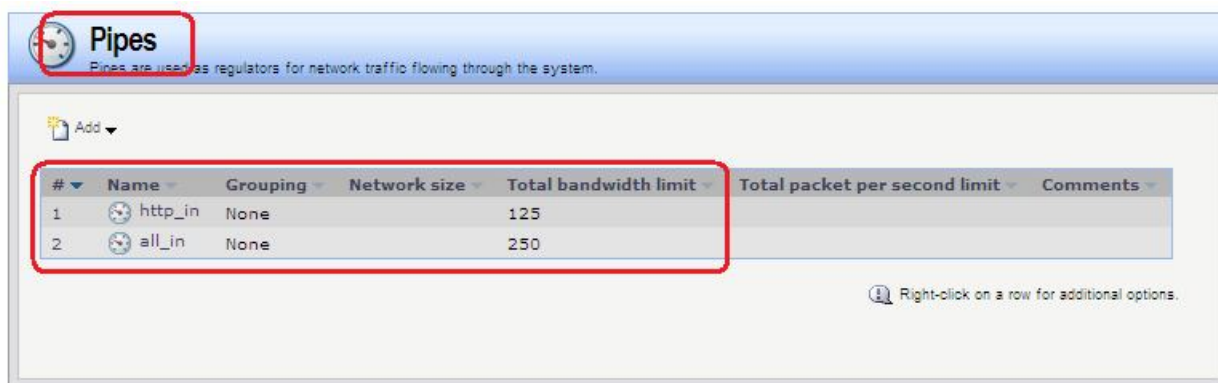 Pipes
Pipes are used as regulators for network traffic flowing through the system.
Add
# Name Grouping Network size Total bandwidth limit Total packet per second limit Comments
1 http_in None 125
2 all_in None 250
Right-click on a row for additional options.